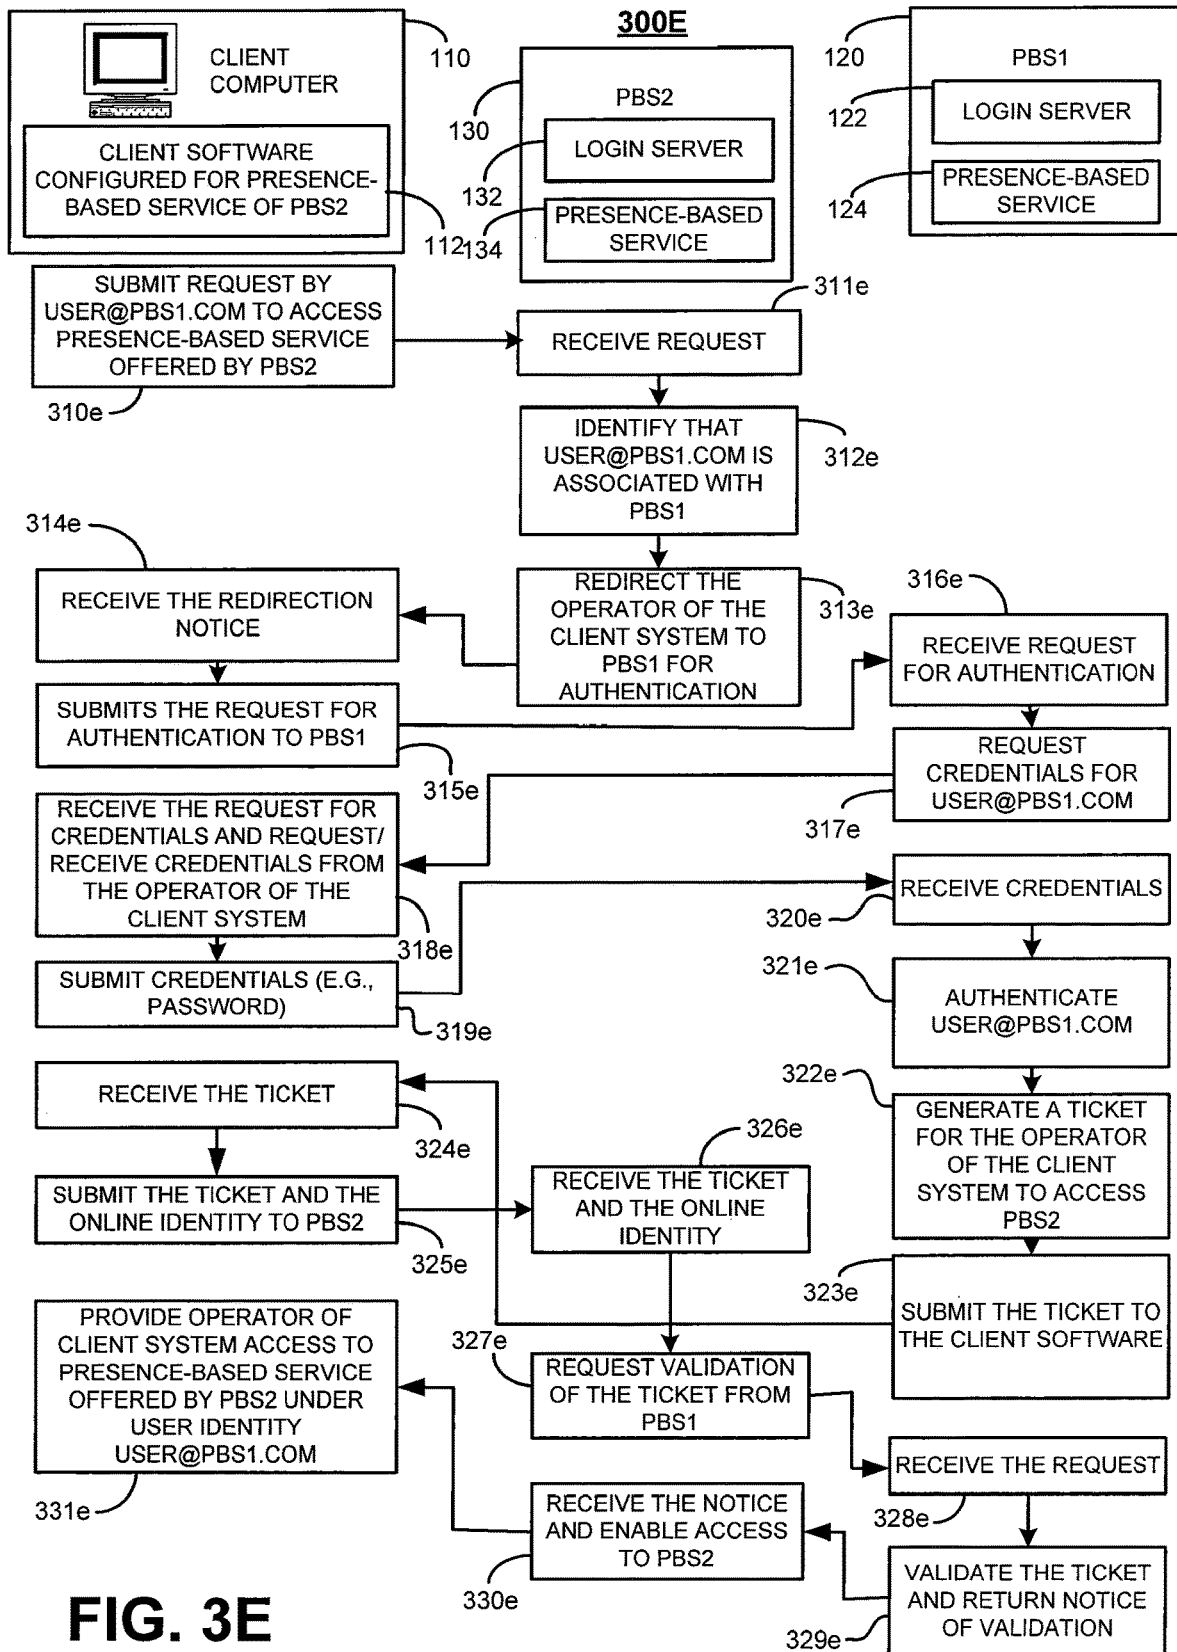 300E
CLIENT
COMPUTER
110
CLIENT SOFTWARE
CONFIGURED FOR PRESENCE-
BASED SERVICE OF PBS2
112
PBS2
130
LOGIN SERVER
132
PRESENCE-BASED
SERVICE
134
120
PBS1
122
LOGIN SERVER
124
PRESENCE-BASED
SERVICE
SUBMIT REQUEST BY
USER@PBS1.COM TO ACCESS
PRESENCE-BASED SERVICE
OFFERED BY PBS2
310e
311e
RECEIVE REQUEST
IDENTIFY THAT
USER@PBS1.COM IS
ASSOCIATED WITH
PBS1
312e
REDIRECT THE
OPERATOR OF THE
CLIENT SYSTEM TO
PBS1 FOR
AUTHENTICATION
313e
314e
RECEIVE THE REDIRECTION
NOTICE
SUBMITS THE REQUEST FOR
AUTHENTICATION TO PBS1
315e
316e
RECEIVE REQUEST
FOR AUTHENTICATION
REQUEST
CREDENTIALS FOR
USER@PBS1.COM
317e
RECEIVE THE REQUEST FOR
CREDENTIALS AND REQUEST/
RECEIVE CREDENTIALS FROM
THE OPERATOR OF THE
CLIENT SYSTEM
318e
SUBMIT CREDENTIALS (E.G.,
PASSWORD)
319e
RECEIVE CREDENTIALS
320e
321e
AUTHENTICATE
USER@PBS1.COM
322e
GENERATE A TICKET
FOR THE OPERATOR
OF THE CLIENT
SYSTEM TO ACCESS
PBS2
323e
SUBMIT THE TICKET TO
THE CLIENT SOFTWARE
RECEIVE THE TICKET
324e
SUBMIT THE TICKET AND THE
ONLINE IDENTITY TO PBS2
325e
326e
RECEIVE THE TICKET
AND THE ONLINE
IDENTITY
327e
REQUEST VALIDATION
OF THE TICKET FROM
PBS1
RECEIVE THE REQUEST
328e
VALIDATE THE TICKET
AND RETURN NOTICE
OF VALIDATION
329e
RECEIVE THE NOTICE
AND ENABLE ACCESS
TO PBS2
330e
PROVIDE OPERATOR OF
CLIENT SYSTEM ACCESS TO
PRESENCE-BASED SERVICE
OFFERED BY PBS2 UNDER
USER IDENTITY
USER@PBS1.COM
331e
FIG. 3E